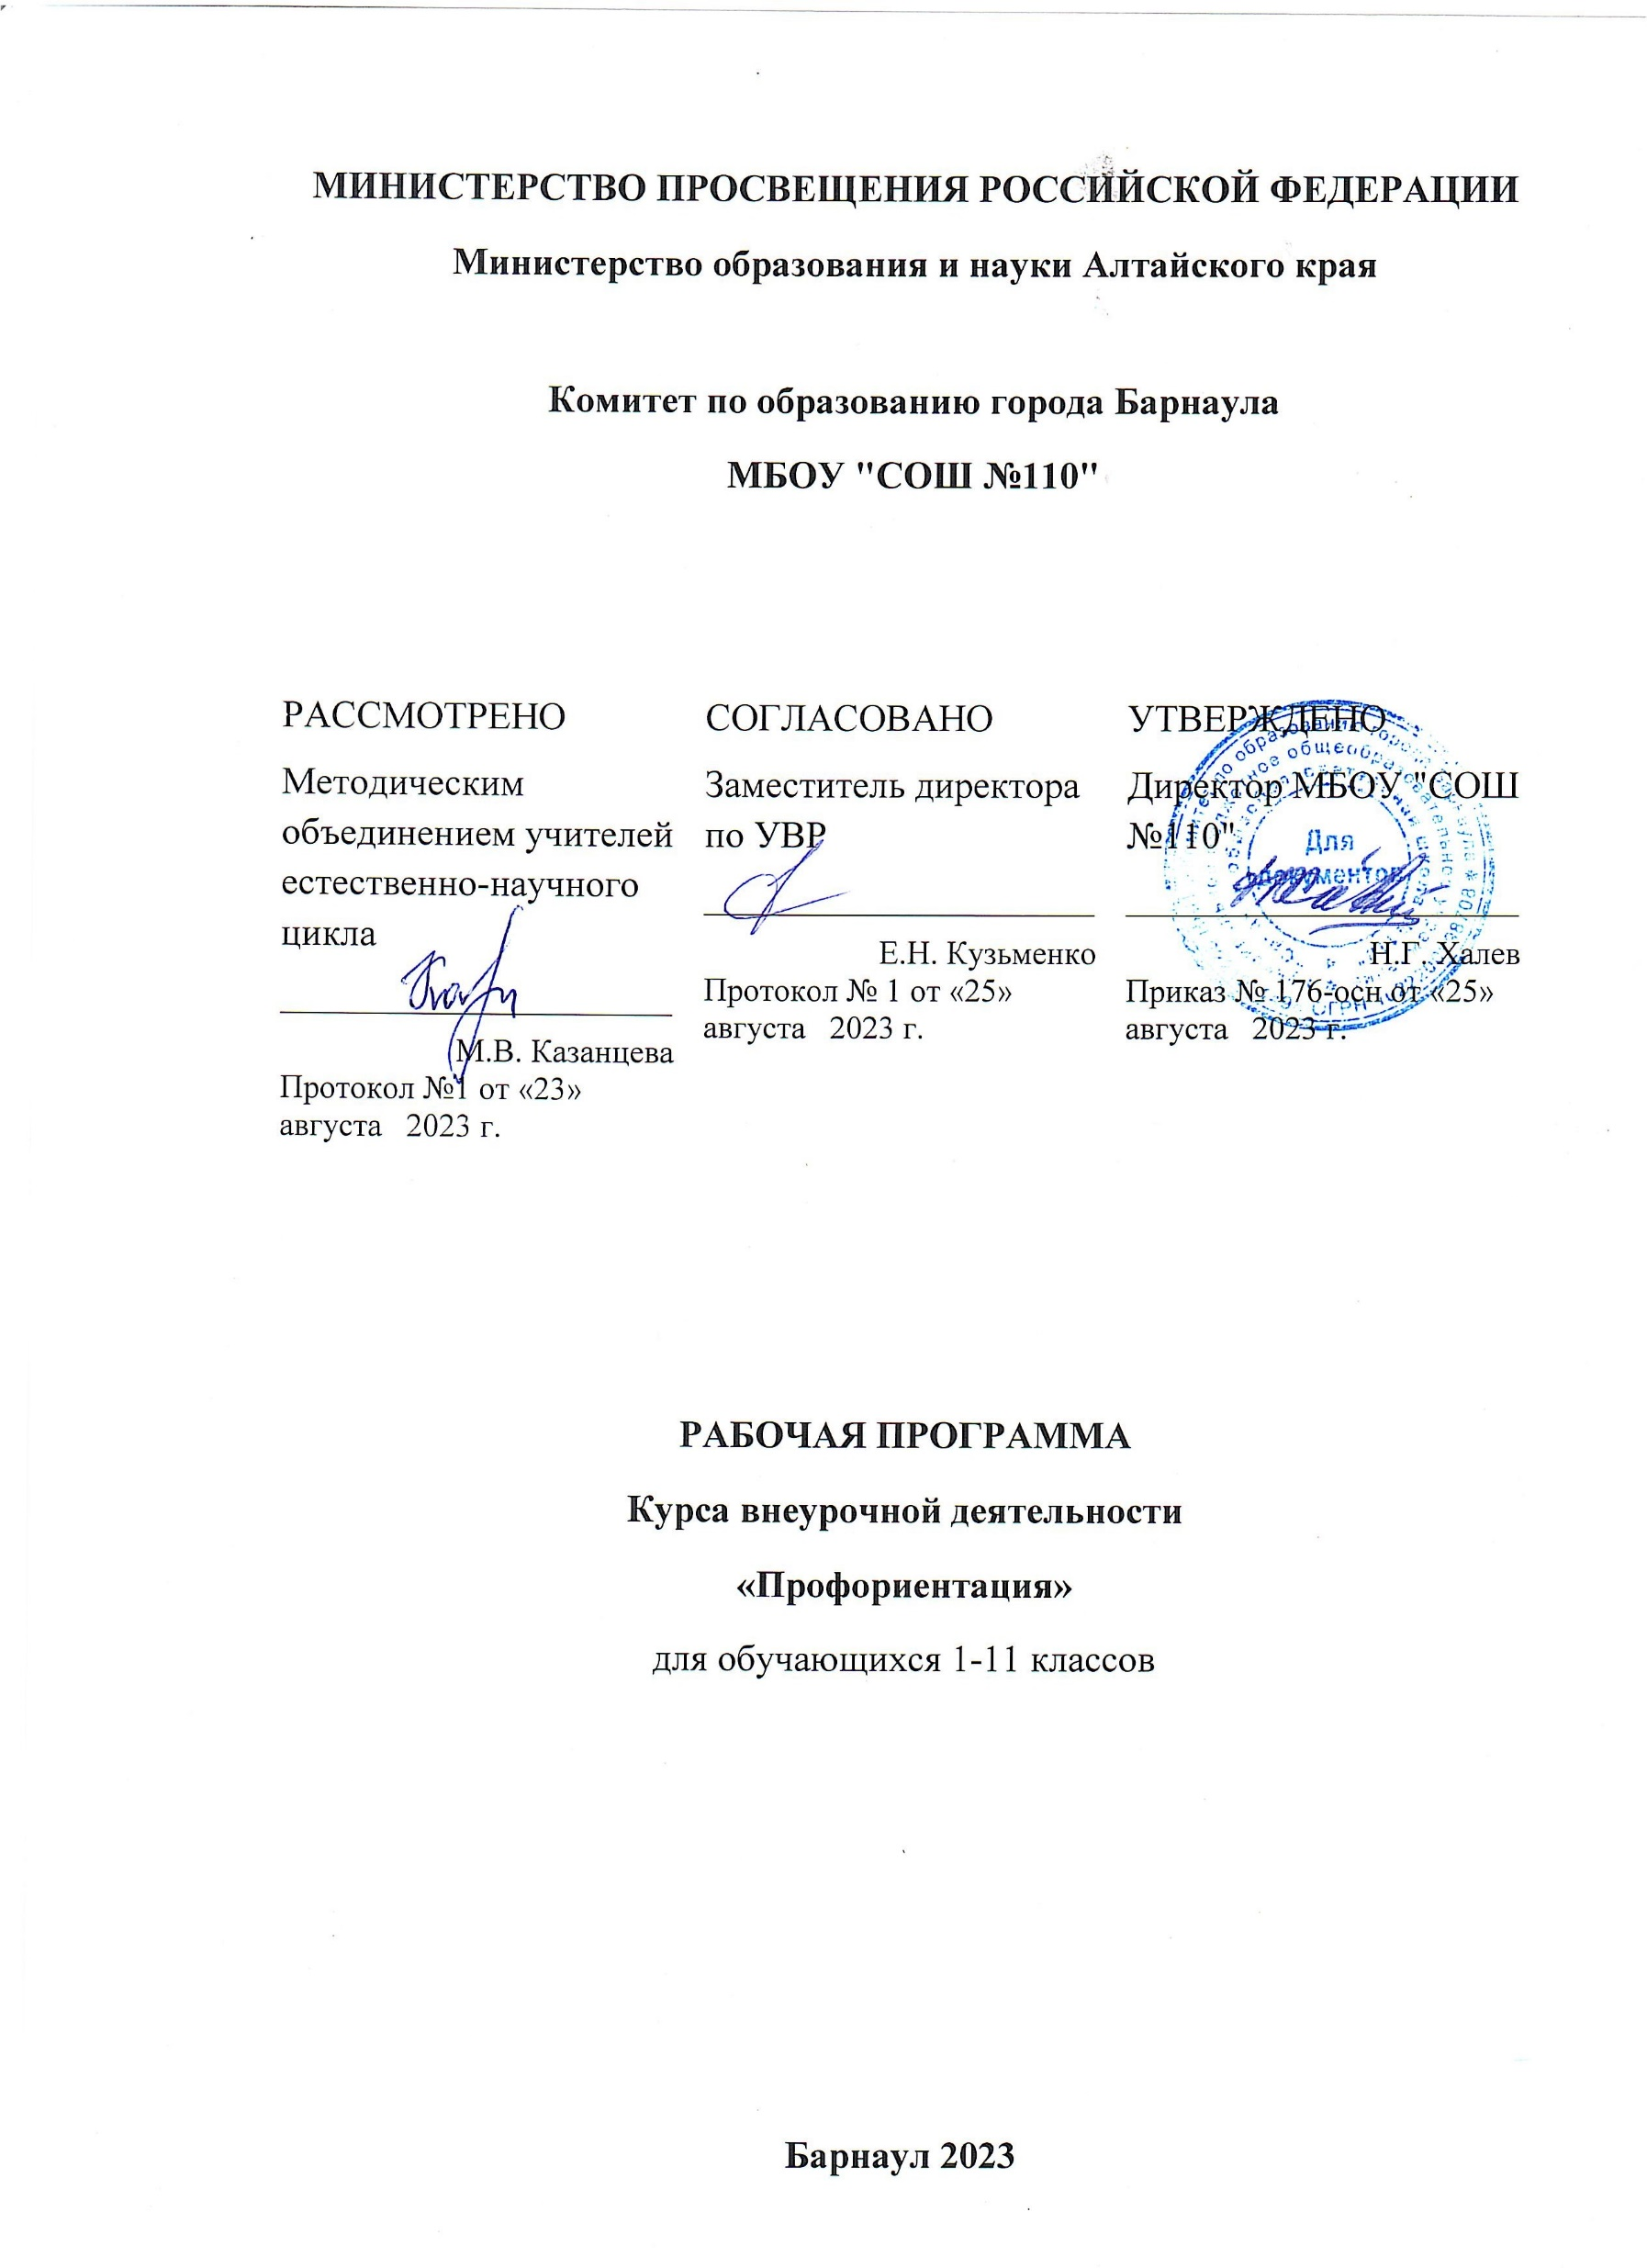 МИНИСТЕРСТВО ПРОСВЕЩЕНИЯ РОССИЙСКОЙ ФЕДЕРАЦИИ
Министерство образования и науки Алтайского края
Комитет по образованию города Барнаула
МБОУ "СОШ №110"
РАССМОТРЕНО
Методическим
объединением учителей
естественно-научного
цикла
М.В. Казанцева
Протокол №1 от «23»
августа 2023 г.
СОГЛАСОВАНО
Заместитель директора
по УВР
Е.Н. Кузьменко
Протокол № 1 от «25»
августа 2023 г.
УТВЕРЖДЕНО
Директор МБОУ "СОШ
№110"
Н.Г. Халев
Приказ № 176-осн от «25»
августа 2023 г.
Для
документов
РАБОЧАЯ ПРОГРАММА
Курса внеурочной деятельности
«Профориентация»
для обучающихся 1-11 классов
Барнаул 2023